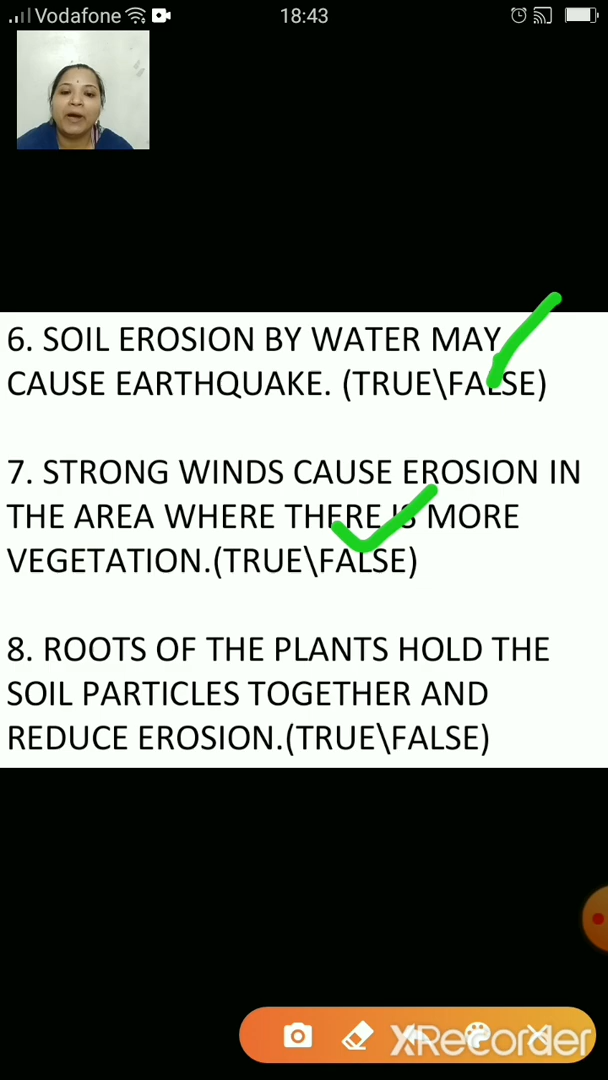 Vodafone 18:43
6. SOIL EROSION BY WATER MAY
CAUSE EARTHQUAKE. (TRUE\FALSE)
7. STRONG WINDS CAUSE EROSION IN
THE AREA WHERE THERE IS MORE
VEGETATION.(TRUE\FALSE)
8. ROOTS OF THE PLANTS HOLD THE
SOIL PARTICLES TOGETHER AND
REDUCE EROSION.(TRUE\FALSE)
XRecorder